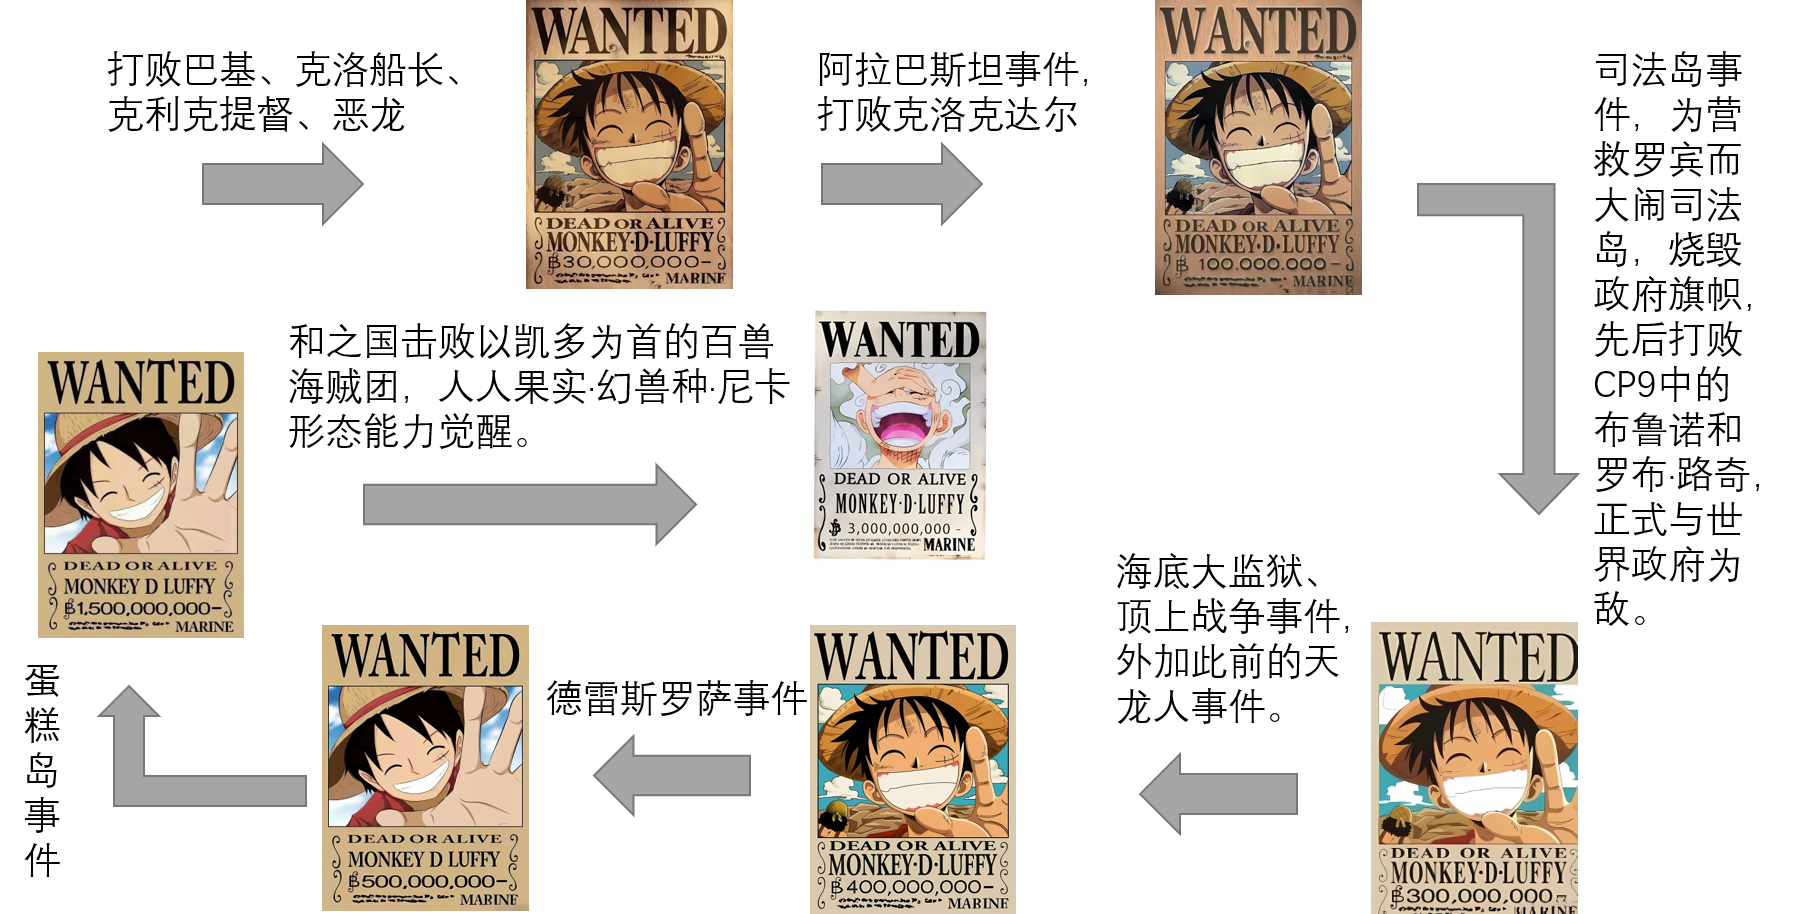 打败巴基、克洛船长、
克利克提督、恶龙
WANTED
DEAD OR ALIVE
MONKEY·D·LUFFY
฿30,000,000-
MARINE
阿拉巴斯坦事件,
打败克洛克达尔
WANTED
DEAD OR ALIVE
MONKEY·D·LUFFY
฿ 100.000.000 -
MARINE
司法岛事
件，为营
救罗宾而
大闹司法
岛，烧毁
政府旗帜,
先后打败
CP9中的
布鲁诺和
罗布·路奇,
正式与世
界政府为
敌。
WANTED
DEAD OR ALIVE
MONKEY·D·LUFFY
฿300,000,000-
MARINE
海底大监狱、
顶上战争事件,
外加此前的天
龙人事件。
WANTED
DEAD OR ALIVE
MONKEY·D·LUFFY
฿400,000,000-
MARINE
德雷斯罗萨事件
WANTED
DEAD OR ALIVE
MONKEY D LUFFY
฿500,000,000-
MARINE
蛋
糕
岛
事
件
WANTED
DEAD OR ALIVE
MONKEY D LUFFY
฿1,500,000,000-
MARINE
和之国击败以凯多为首的百兽
海贼团，人人果实·幻兽种·尼卡
形态能力觉醒。
WANTED
DEAD OR ALIVE
MONKEY·D·LUFFY
฿ 3,000,000,000 -
MARINE